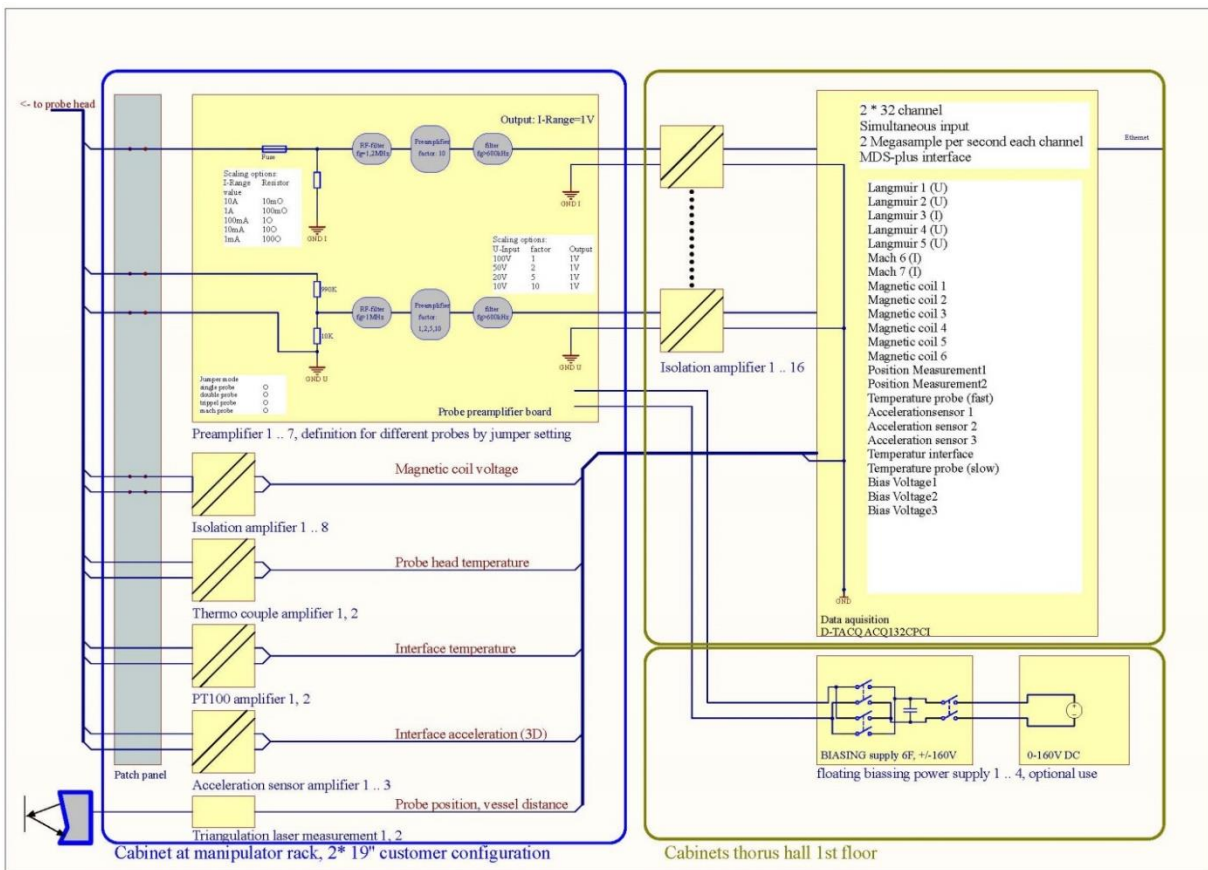 <- to probe head
Output: I-Range=1V
Fuse
RF-filter
fg=1,2MHz
Preamplifier
factor: 10
filter
fg>600kHz
Scaling options:
I-Range Resistor
value
10A 10mO
1A 100mO
100mA 1O
10mA 10O
1mA 100O
GND I
GND I
Scaling options:
U-Input factor Output
100V 1 1V
50V 2 1V
20V 5 1V
10V 10 1V
990K
RF-filter
fg=1MHz
Preamplifier
factor:
1,2,5,10
filter
fg>600kHz
10K
GND U
GND U
Jumper mode
single probe O
double probe O
trippel probe O
mach probe O
Probe preamplifier board
Preamplifier 1 .. 7, definition for different probes by jumper setting
Magnetic coil voltage
Isolation amplifier 1 .. 8
Probe head temperature
Thermo couple amplifier 1, 2
Interface temperature
PT100 amplifier 1, 2
Interface acceleration (3D)
Patch panel
Acceleration sensor amplifier 1 .. 3
Probe position, vessel distance
Triangulation laser measurement 1, 2
Cabinet at manipulator rack, 2* 19" customer configuration
Isolation amplifier 1 .. 16
2 * 32 channel
Simultaneous input
2 Megasample per second each channel
MDS-plus interface
Ethernet
Langmuir 1 (U)
Langmuir 2 (U)
Langmuir 3 (I)
Langmuir 4 (U)
Langmuir 5 (U)
Mach 6 (I)
Mach 7 (I)
Magnetic coil 1
Magnetic coil 2
Magnetic coil 3
Magnetic coil 4
Magnetic coil 5
Magnetic coil 6
Position Measurement1
Position Measurement2
Temperature probe (fast)
Accelerationsensor 1
Acceleration sensor 2
Acceleration sensor 3
Temperatur interface
Temperature probe (slow)
Bias Voltage1
Bias Voltage2
Bias Voltage3
GND
Data aquisition
D-TACQ ACQ132CPCI
BIASING supply 6F, +/-160V
0-160V DC
floating biassing power supply 1 .. 4, optional use
Cabinets thorus hall 1st floor